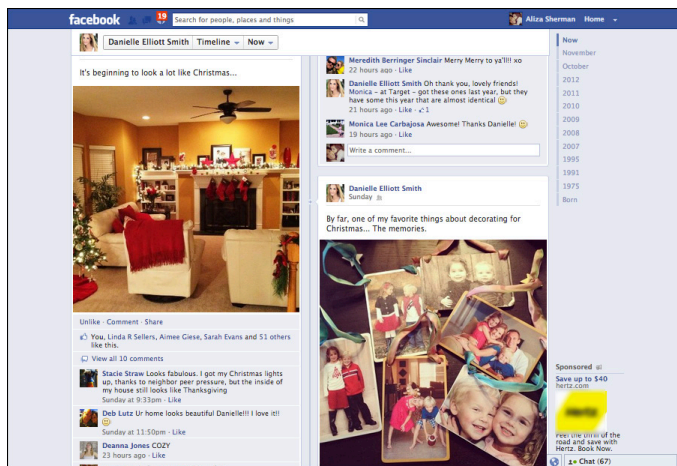 facebook
19
Search for people, places and things
Aliza Sherman
Home
Danielle Elliott Smith
Timeline
Now
It's beginning to look a lot like Christmas...
Unlike · Comment · Share
You, Linda R Sellers, Aimee Giese, Sarah Evans and 51 others
like this.
View all 10 comments
Stacie Straw Looks fabulous. I got my Christmas lights
up, thanks to neighbor peer pressure, but the inside of
my house still looks like Thanksgiving
Sunday at 9:33pm · Like
Deb Lutz Ur home looks beautiful Danielle!!! I love it!!
Sunday at 11:50pm · Like
Deanna Jones COZY
23 hours ago · Like
Meredith Berringer Sinclair Merry Merry to ya'll!! xo
22 hours ago · Like
Danielle Elliott Smith Oh thank you, lovely friends!
Monica - at Target - got these ones last year, but they
have some this year that are almost identical
21 hours ago · Like · 1
Monica Lee Carbajosa Awesome! Thanks Danielle!
19 hours ago · Like
Write a comment...
Danielle Elliott Smith
Sunday
By far, one of my favorite things about decorating for
Christmas... The memories.
Now
November
October
2012
2011
2010
2009
2008
2007
1995
1991
1975
Born
Sponsored
Save up to $40
hertz.com
Feel the thrill of the
road and save with
Hertz. Book Now.
Chat (67)